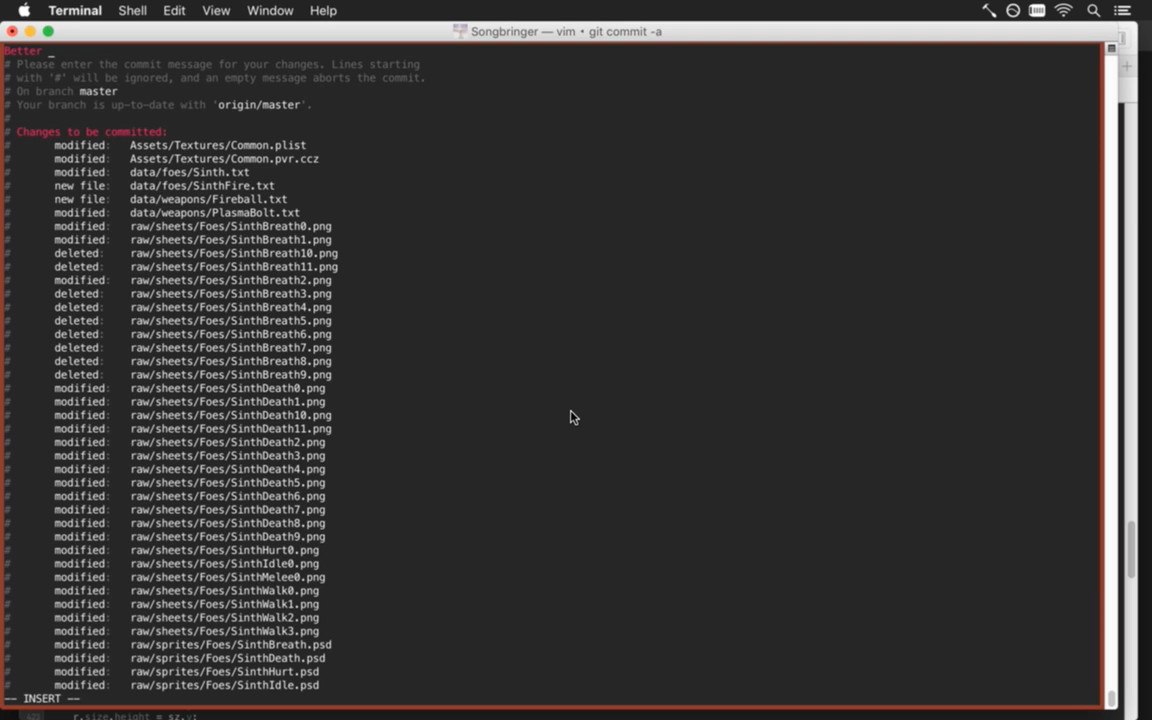 Terminal Shell Edit View Window Help
Songbringer — vim • git commit -a
Better _
# Please enter the commit message for your changes. Lines starting
# with '#' will be ignored, and an empty message aborts the commit.
# On branch master
# Your branch is up-to-date with 'origin/master'.
#
# Changes to be committed:
# modified: Assets/Textures/Common.plist
# modified: Assets/Textures/Common.pvr.ccz
# modified: data/foes/Sinth.txt
# new file: data/foes/SinthFire.txt
# new file: data/weapons/Fireball.txt
# modified: data/weapons/PlasmaBolt.txt
# modified: raw/sheets/Foes/SinthBreath0.png
# modified: raw/sheets/Foes/SinthBreath1.png
# deleted: raw/sheets/Foes/SinthBreath10.png
# deleted: raw/sheets/Foes/SinthBreath11.png
# modified: raw/sheets/Foes/SinthBreath2.png
# deleted: raw/sheets/Foes/SinthBreath3.png
# deleted: raw/sheets/Foes/SinthBreath4.png
# deleted: raw/sheets/Foes/SinthBreath5.png
# deleted: raw/sheets/Foes/SinthBreath6.png
# deleted: raw/sheets/Foes/SinthBreath7.png
# deleted: raw/sheets/Foes/SinthBreath8.png
# deleted: raw/sheets/Foes/SinthBreath9.png
# modified: raw/sheets/Foes/SinthDeath0.png
# modified: raw/sheets/Foes/SinthDeath1.png
# modified: raw/sheets/Foes/SinthDeath10.png
# modified: raw/sheets/Foes/SinthDeath11.png
# modified: raw/sheets/Foes/SinthDeath2.png
# modified: raw/sheets/Foes/SinthDeath3.png
# modified: raw/sheets/Foes/SinthDeath4.png
# modified: raw/sheets/Foes/SinthDeath5.png
# modified: raw/sheets/Foes/SinthDeath6.png
# modified: raw/sheets/Foes/SinthDeath7.png
# modified: raw/sheets/Foes/SinthDeath8.png
# modified: raw/sheets/Foes/SinthDeath9.png
# modified: raw/sheets/Foes/SinthHurt0.png
# modified: raw/sheets/Foes/SinthIdle0.png
# modified: raw/sheets/Foes/SinthMelee0.png
# modified: raw/sheets/Foes/SinthWalk0.png
# modified: raw/sheets/Foes/SinthWalk1.png
# modified: raw/sheets/Foes/SinthWalk2.png
# modified: raw/sheets/Foes/SinthWalk3.png
# modified: raw/sprites/Foes/SinthBreath.psd
# modified: raw/sprites/Foes/SinthDeath.psd
# modified: raw/sprites/Foes/SinthHurt.psd
# modified: raw/sprites/Foes/SinthIdle.psd
-- INSERT --
r.size.height = sz.y;